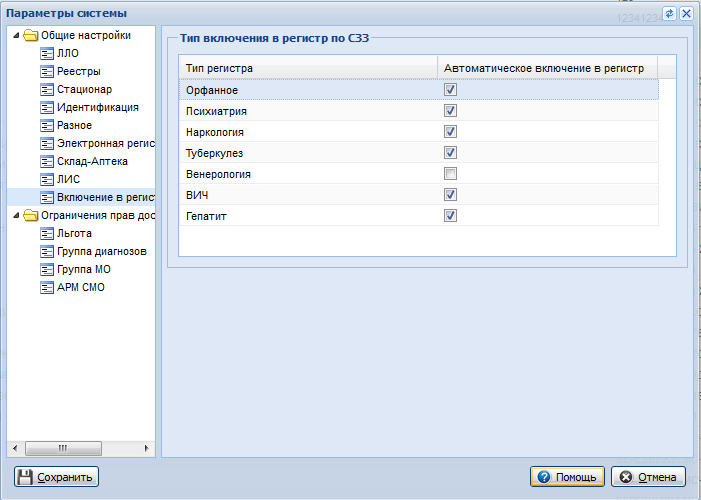 Параметры системы
12341234
Общие настройки
ЛЛО
Реестры
Стационар
Идентификация
Разное
Электронная регис
Склад-Аптека
ЛИС
Включение в регист
Ограничения прав дос
Льгота
Группа диагнозов
Группа МО
АРМ СМО
Тип включения в регистр по СЗЗ
Тип регистра Автоматическое включение в регистр
Орфанное
Психиатрия
Наркология
Туберкулез
Венерология
ВИЧ
Гепатит
Сохранить Помощь Отмена